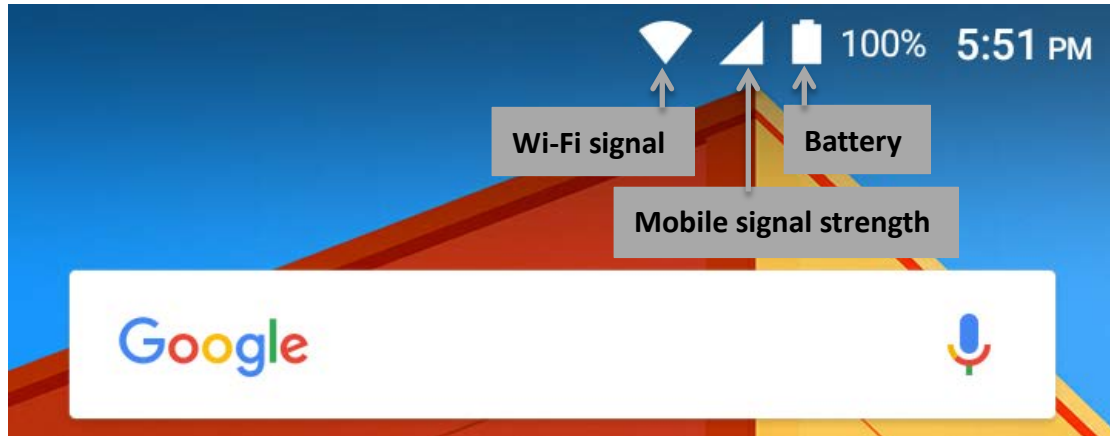 100% 5:51 PM
Wi-Fi signal
Battery
Mobile signal strength
Google